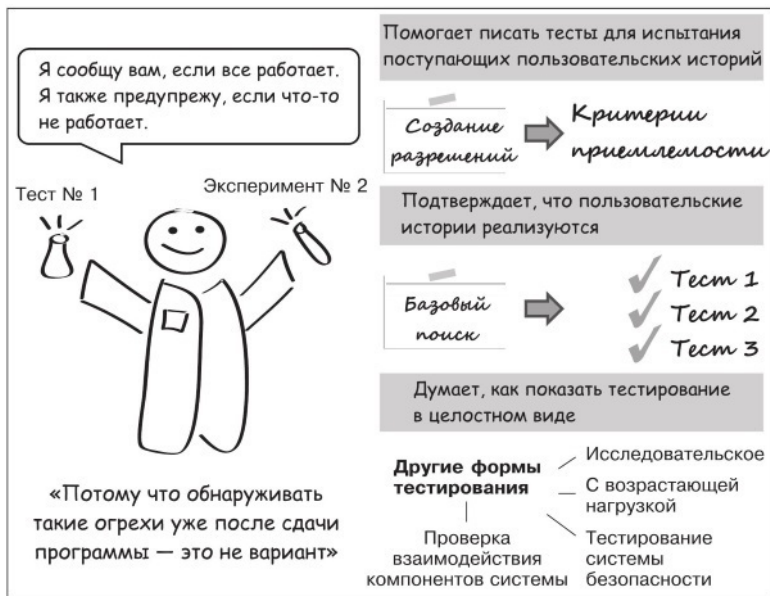 Я сообщу вам, если все работает.
Я также предупрежу, если что-то
не работает.
Тест № 1
Эксперимент № 2
«Потому что обнаруживать
такие огрехи уже после сдачи
программы — это не вариант»
Помогает писать тесты для испытания
поступающих пользовательских историй
Создание
разрешений
Критерии
приемлемости
Подтверждает, что пользовательские
истории реализуются
Базовый
поиск
Тест 1
Тест 2
Тест 3
Думает, как показать тестирование
в целостном виде
Другие формы
тестирования
Исследовательское
С возрастающей
нагрузкой
Тестирование
системы
безопасности
Проверка
взаимодействия
компонентов системы